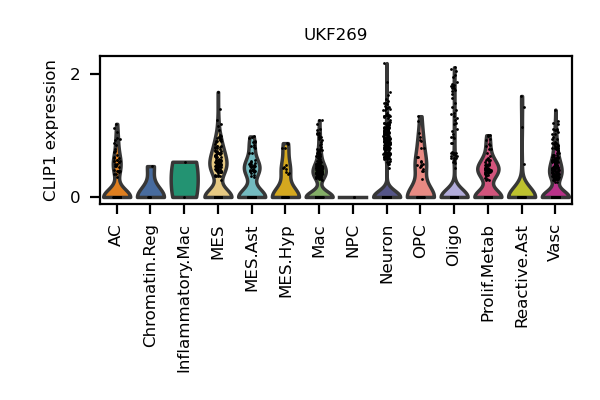 UKF269
CLIP1 expression
2
0
AC
Chromatin.Reg
Inflammatory.Mac
MES
MES.Ast
MES.Hyp
Mac
NPC
Neuron
OPC
Oligo
Prolif.Metab
Reactive.Ast
Vasc